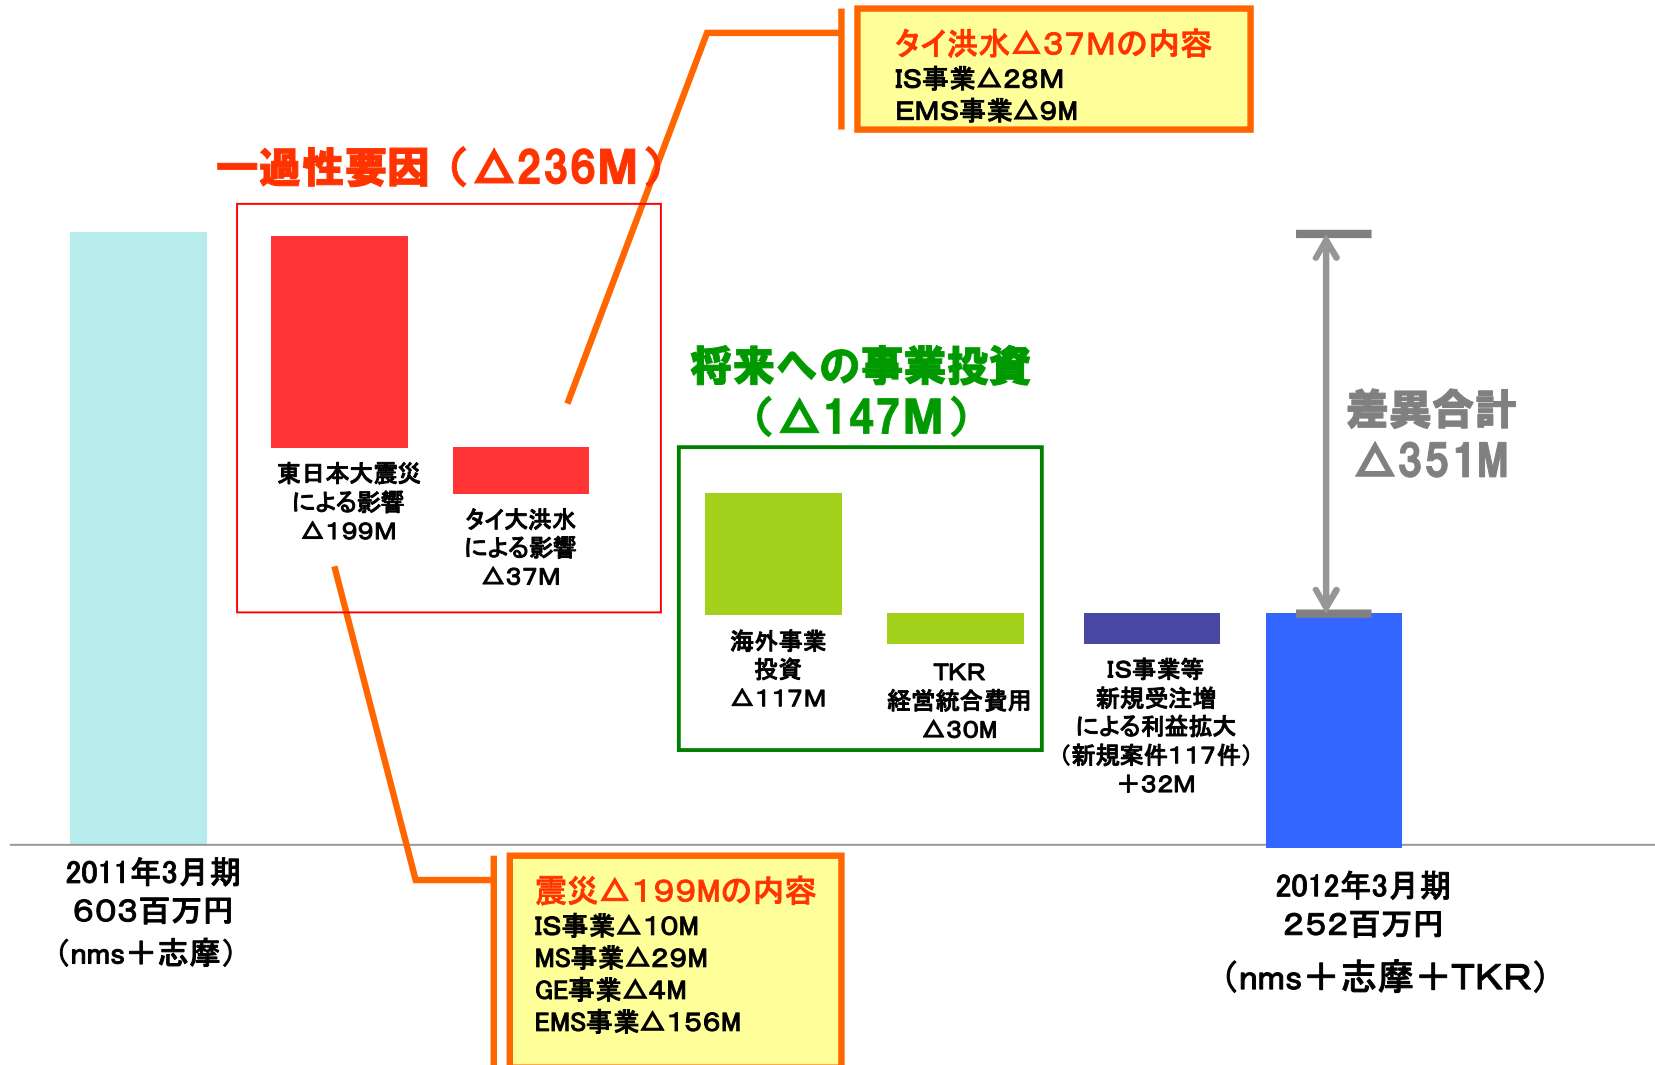 タイ洪水△37Mの内容
IS事業△28M
EMS事業△9M
一過性要因（△236M）
将来への事業投資
（△147M）
差異合計
△351M
東日本大震災
による影響
△199M
タイ大洪水
による影響
△37M
海外事業
投資
△117M
TKR
経営統合費用
△30M
IS事業等
新規受注増
による利益拡大
（新規案件117件）
＋32M
2011年3月期
603百万円
（nms＋志摩）
震災△199Mの内容
IS事業△10M
MS事業△29M
GE事業△4M
EMS事業△156M
2012年3月期
252百万円
（nms＋志摩＋TKR）